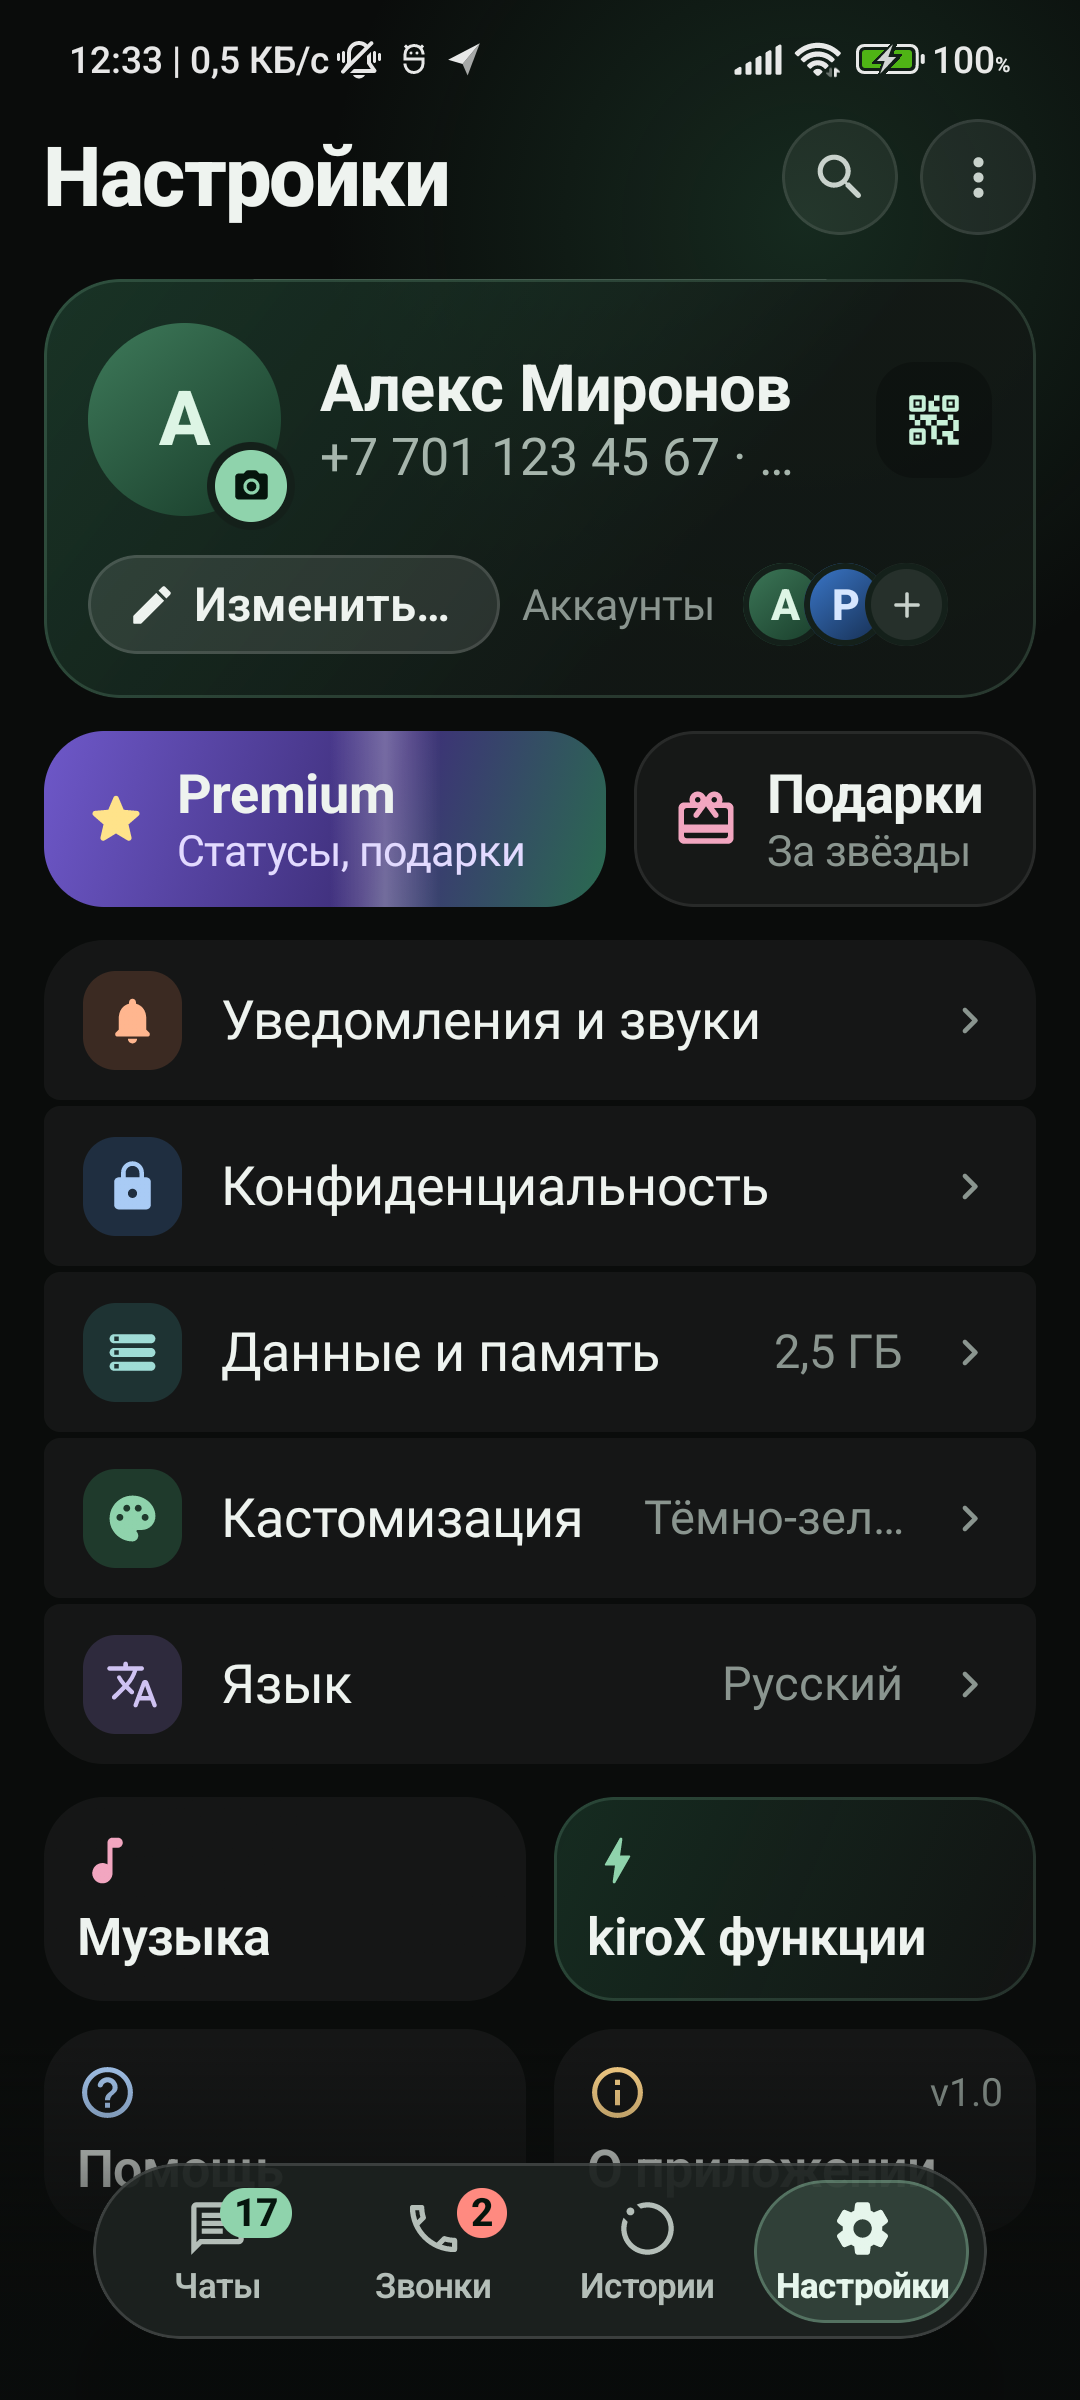 12:33 | 0,5 КБ/с
100%
Настройки
А
Алекс Миронов
+7 701 123 45 67 · ...
Изменить...
Аккаунты
А
Р
+
Premium
Статусы, подарки
Подарки
За звёзды
Уведомления и звуки
Конфиденциальность
Данные и память
2,5 ГБ
Кастомизация
Тёмно-зел...
Язык
Русский
Музыка
kiroX функции
v1.0
Помощь
О приложении
17
2
Чаты
Звонки
Истории
Настройки